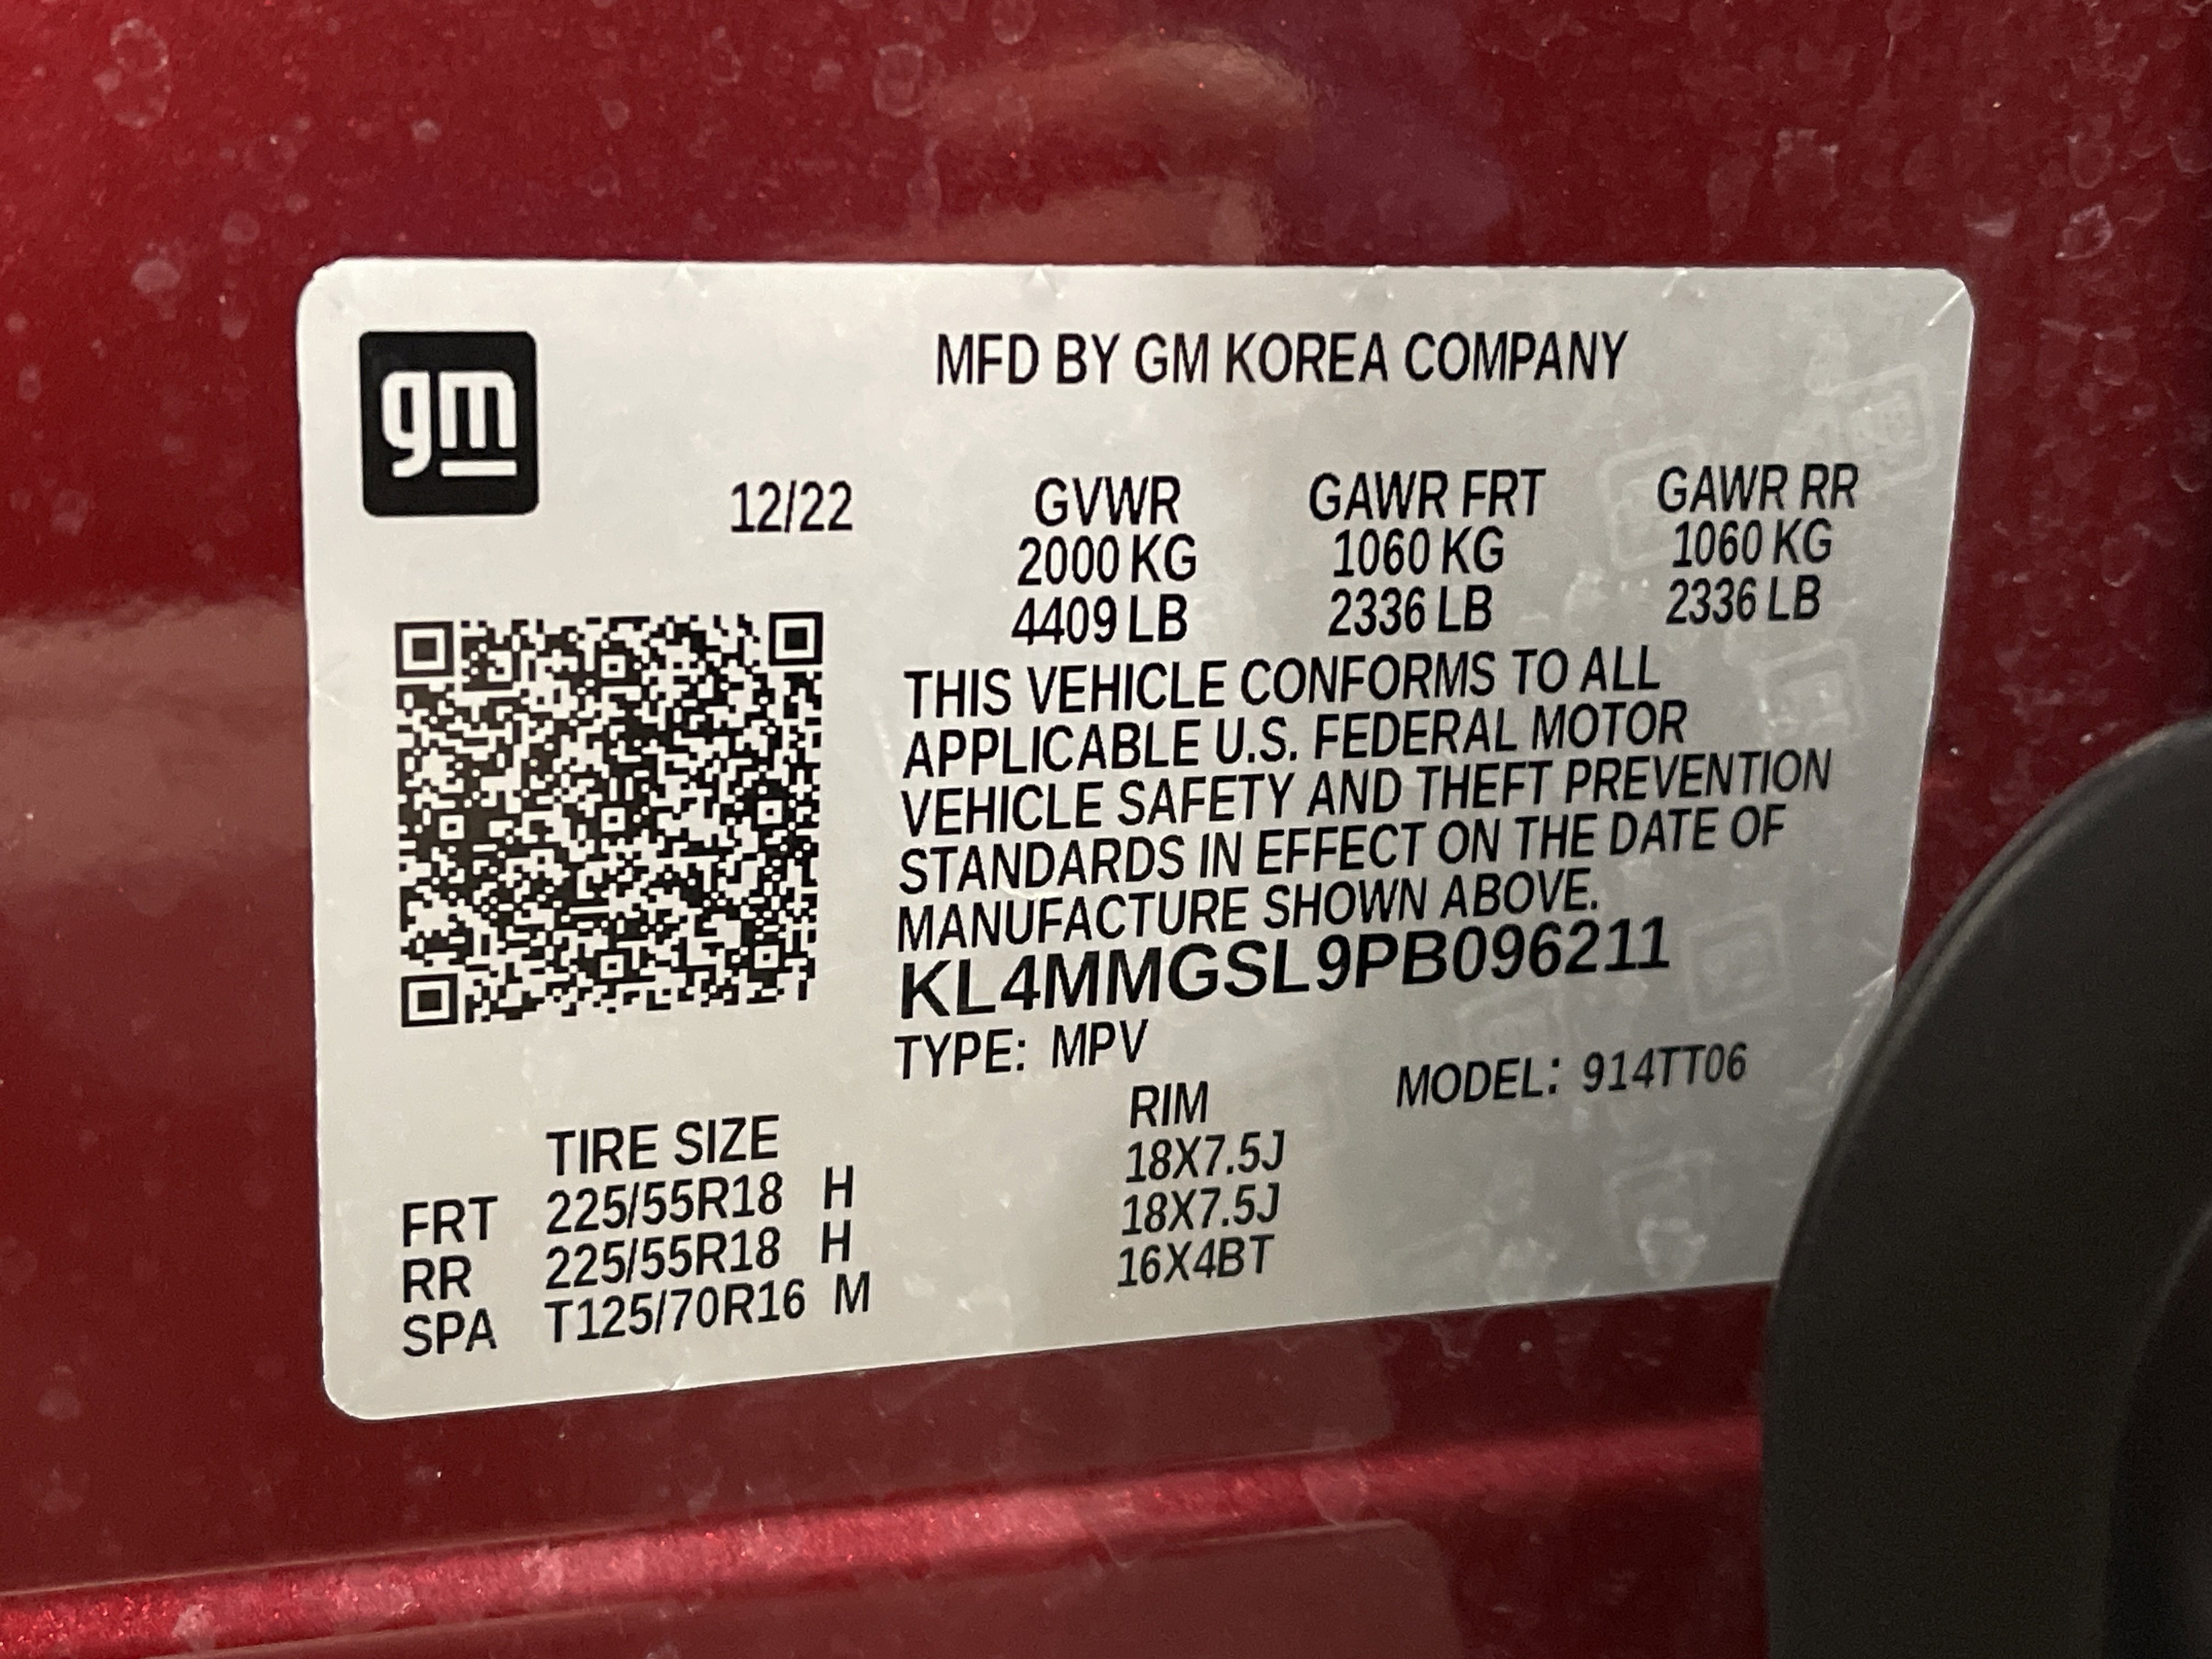 gm
MFD BY GM KOREA COMPANY
12/22 GVWR GAWR FRT GAWR RR
2000 KG 1060 KG 1060 KG
4409 LB 2336 LB 2336 LB
THIS VEHICLE CONFORMS TO ALL
APPLICABLE U.S. FEDERAL MOTOR
VEHICLE SAFETY AND THEFT PREVENTION
STANDARDS IN EFFECT ON THE DATE OF
MANUFACTURE SHOWN ABOVE.
KL4MMGSL9PB096211
TYPE: MPV MODEL: 914TT06
TIRE SIZE RIM
FRT 225/55R18 H 18X7.5J
RR 225/55R18 H 18X7.5J
SPA T125/70R16 M 16X4BT